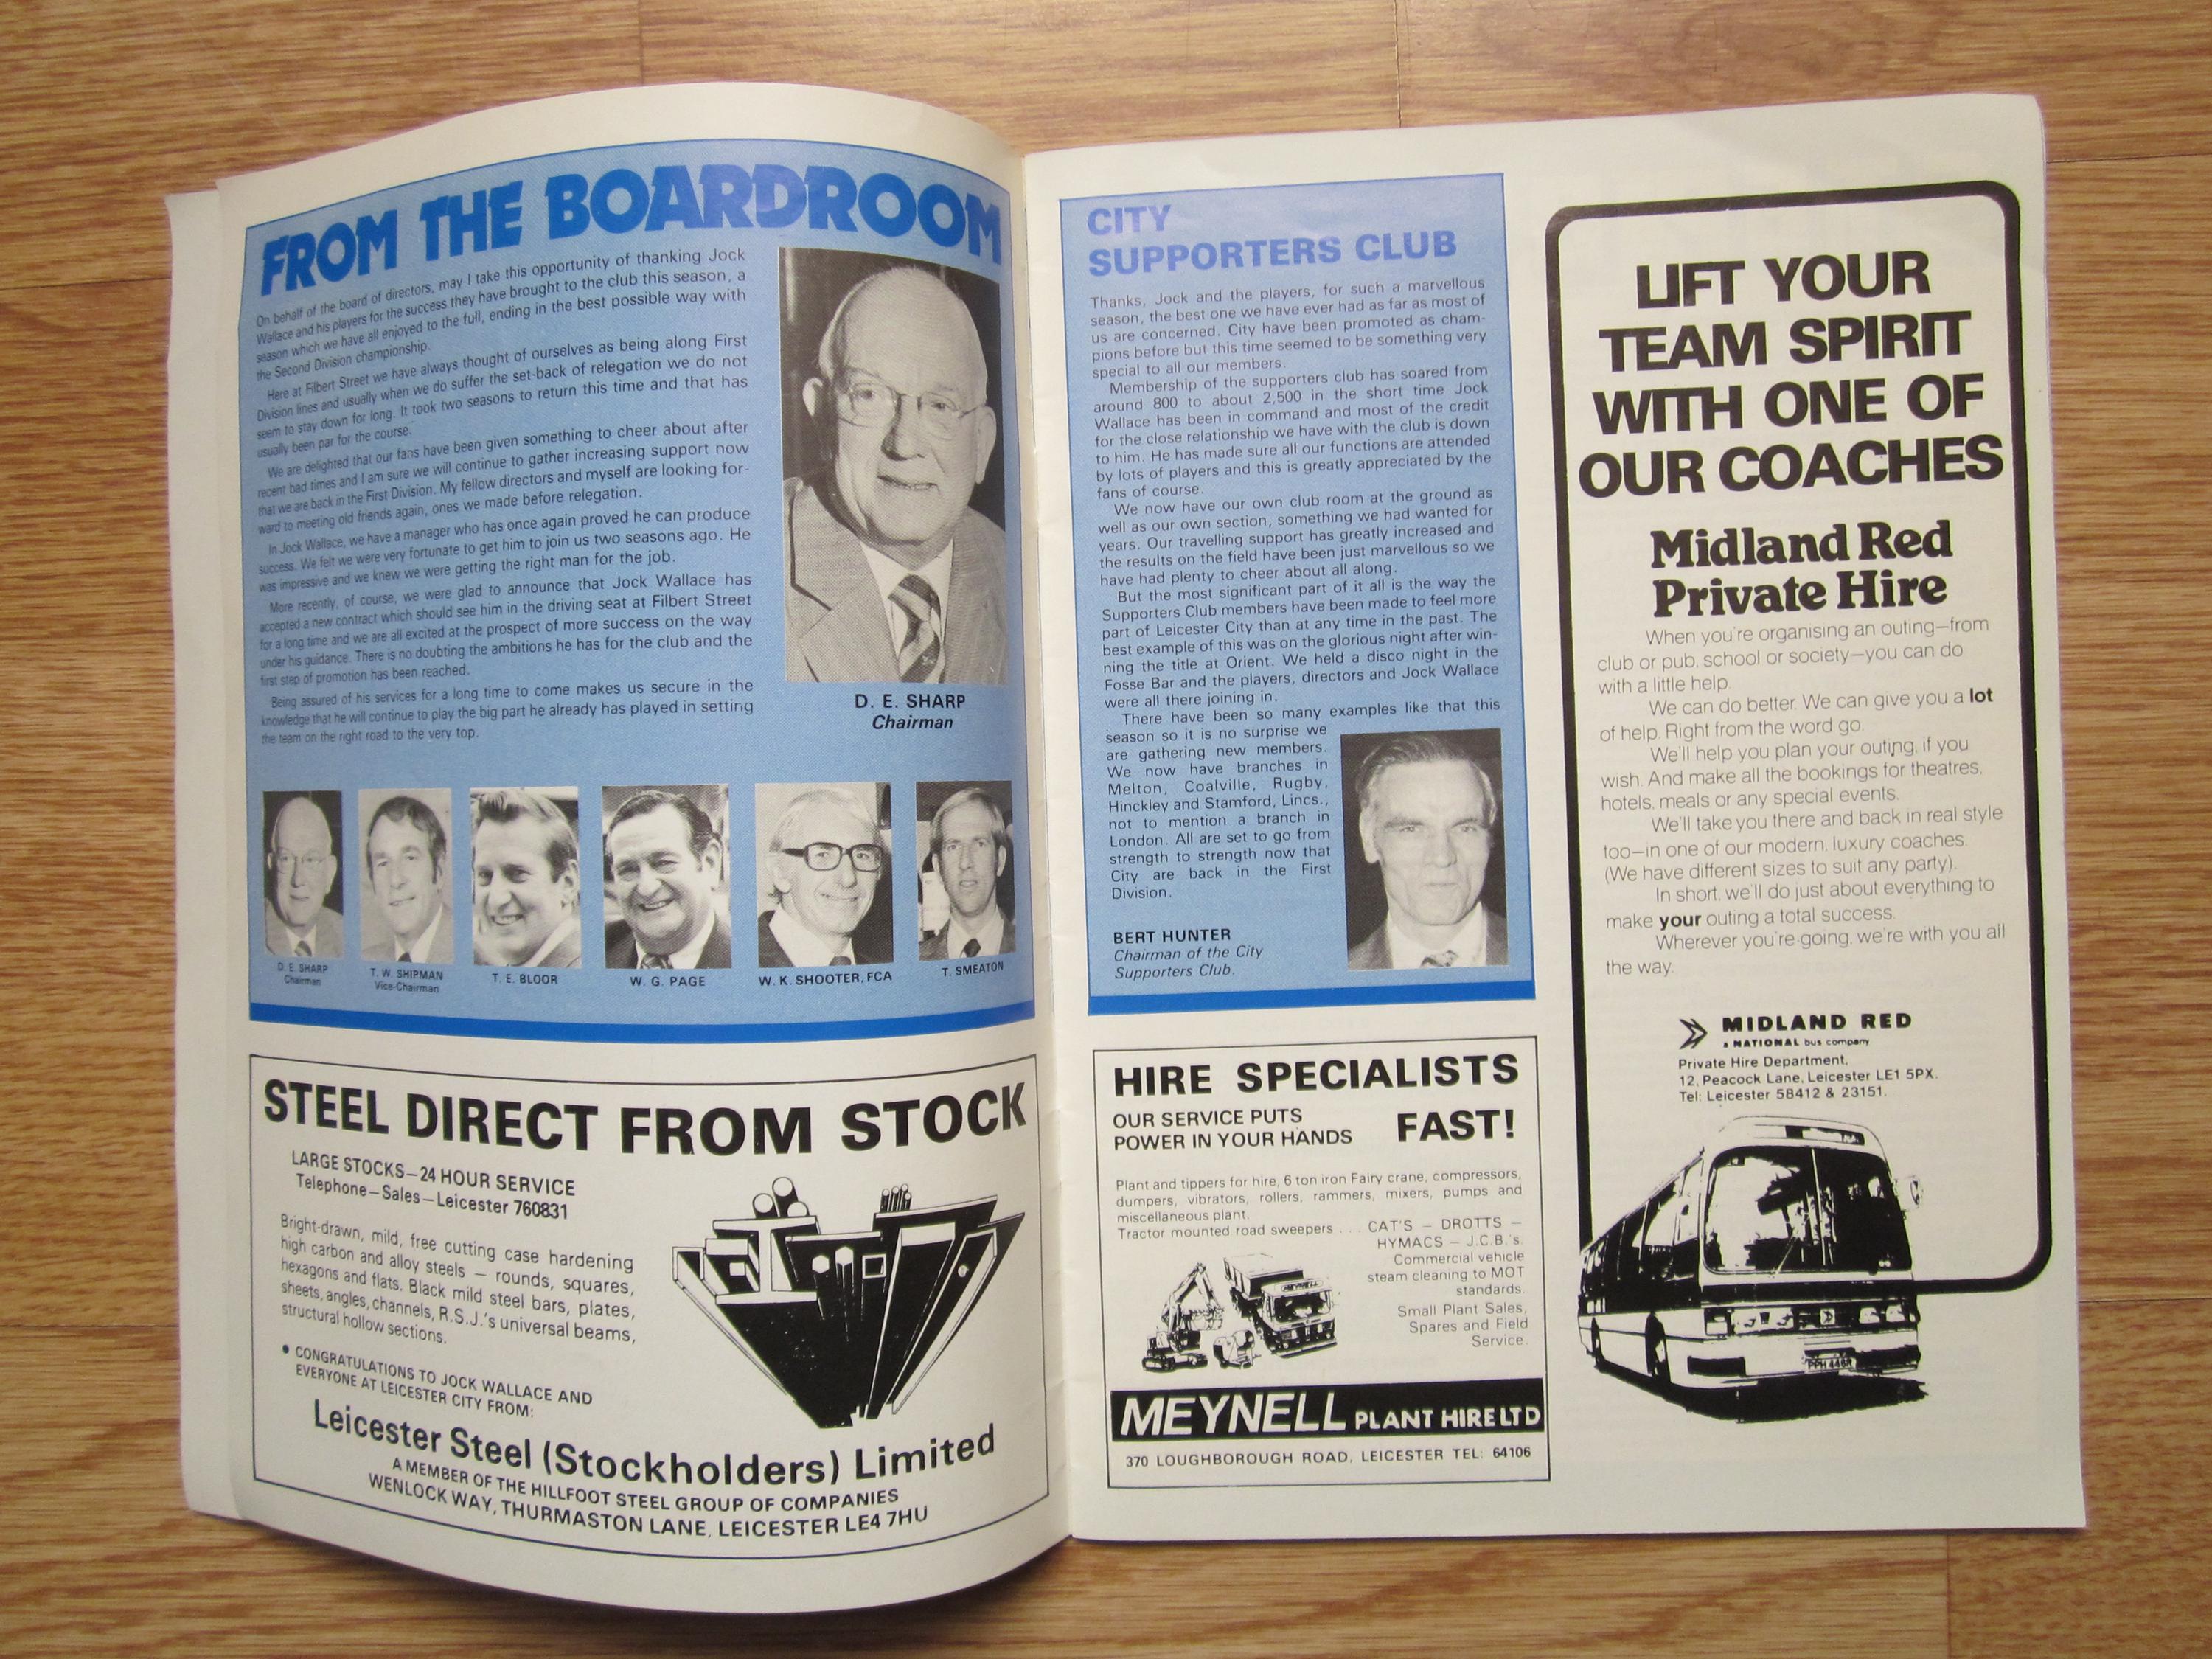 FROM THE BOARDROOM
On behalf of the board of directors, may I take this opportunity of thanking Jock
Wallace and his players for the success they have brought to the club this season, a
season which we have all enjoyed to the full, ending in the best possible way with
the Second Division championship.
Here at Filbert Street we have always thought of ourselves as being along First
Division lines and usually when we do suffer the set-back of relegation we do not
seem to stay down for long. It took two seasons to return this time and that has
usually been par for the course.
We are delighted that our fans have been given something to cheer about after
recent bad times and I am sure we will continue to gather increasing support now
that we are back in the First Division. My fellow directors and myself are looking for-
ward to meeting old friends again, ones we made before relegation.
In Jock Wallace, we have a manager who has once again proved he can produce
success. We felt we were very fortunate to get him to join us two seasons ago. He
was impressive and we knew we were getting the right man for the job.
More recently, of course, we were glad to announce that Jock Wallace has
accepted a new contract which should see him in the driving seat at Filbert Street
for a long time and we are all excited at the prospect of more success on the way
under his guidance. There is no doubting the ambitions he has for the club and the
first step of promotion has been reached.
Being assured of his services for a long time to come makes us secure in the
knowledge that he will continue to play the big part he already has played in setting
the team on the right road to the very top.
D. E. SHARP
Chairman
D. E. SHARP
Chairman
T. W. SHIPMAN
Vice-Chairman
T. E. BLOOR
W. G. PAGE
W. K. SHOOTER, FCA
T. SMEATON
STEEL DIRECT FROM STOCK
LARGE STOCKS—24 HOUR SERVICE
Telephone—Sales—Leicester 760831
Bright-drawn, mild, free cutting case hardening
high carbon and alloy steels — rounds, squares,
hexagons and flats. Black mild steel bars, plates,
sheets, angles, channels, R.S.J.'s universal beams,
structural hollow sections.
• CONGRATULATIONS TO JOCK WALLACE AND
EVERYONE AT LEICESTER CITY FROM:
Leicester Steel (Stockholders) Limited
A MEMBER OF THE HILLFOOT STEEL GROUP OF COMPANIES
WENLOCK WAY, THURMASTON LANE, LEICESTER LE4 7HU
CITY
SUPPORTERS CLUB
Thanks, Jock and the players, for such a marvellous
season, the best one we have ever had as far as most of
us are concerned. City have been promoted as cham-
pions before but this time seemed to be something very
special to all our members.
Membership of the supporters club has soared from
around 800 to about 2,500 in the short time Jock
Wallace has been in command and most of the credit
for the close relationship we have with the club is down
to him. He has made sure all our functions are attended
by lots of players and this is greatly appreciated by the
fans of course.
We now have our own club room at the ground as
well as our own section, something we had wanted for
years. Our travelling support has greatly increased and
the results on the field have been just marvellous so we
have had plenty to cheer about all along.
But the most significant part of it all is the way the
Supporters Club members have been made to feel more
part of Leicester City than at any time in the past. The
best example of this was on the glorious night after win-
ning the title at Orient. We held a disco night in the
Fosse Bar and the players, directors and Jock Wallace
were all there joining in.
There have been so many examples like that this
season so it is no surprise we
are gathering new members.
We now have branches in
Melton, Coalville, Rugby,
Hinckley and Stamford, Lincs.,
not to mention a branch in
London. All are set to go from
strength to strength now that
City are back in the First
Division.
BERT HUNTER
Chairman of the City
Supporters Club.
HIRE SPECIALISTS
OUR SERVICE PUTS
POWER IN YOUR HANDS
FAST!
Plant and tippers for hire, 6 ton iron Fairy crane, compressors,
dumpers, vibrators, rollers, rammers, mixers, pumps and
miscellaneous plant.
Tractor mounted road sweepers . . . CAT'S — DROTTS —
HYMACS — J.C.B.'s.
Commercial vehicle
steam cleaning to MOT
standards.
Small Plant Sales,
Spares and Field
Service.
MEYNELL
MEYNELL PLANT HIRE LTD
370 LOUGHBOROUGH ROAD, LEICESTER TEL: 64106
LIFT YOUR
TEAM SPIRIT
WITH ONE OF
OUR COACHES
Midland Red
Private Hire
When you're organising an outing—from
club or pub, school or society—you can do
with a little help.
We can do better. We can give you a lot
of help. Right from the word go.
We'll help you plan your outing, if you
wish. And make all the bookings for theatres,
hotels, meals or any special events.
We'll take you there and back in real style
too—in one of our modern, luxury coaches.
(We have different sizes to suit any party).
In short, we'll do just about everything to
make your outing a total success.
Wherever you're going, we're with you all
the way.
MIDLAND RED
a NATIONAL bus company
Private Hire Department,
12, Peacock Lane, Leicester LE1 5PX.
Tel: Leicester 58412 & 23151.